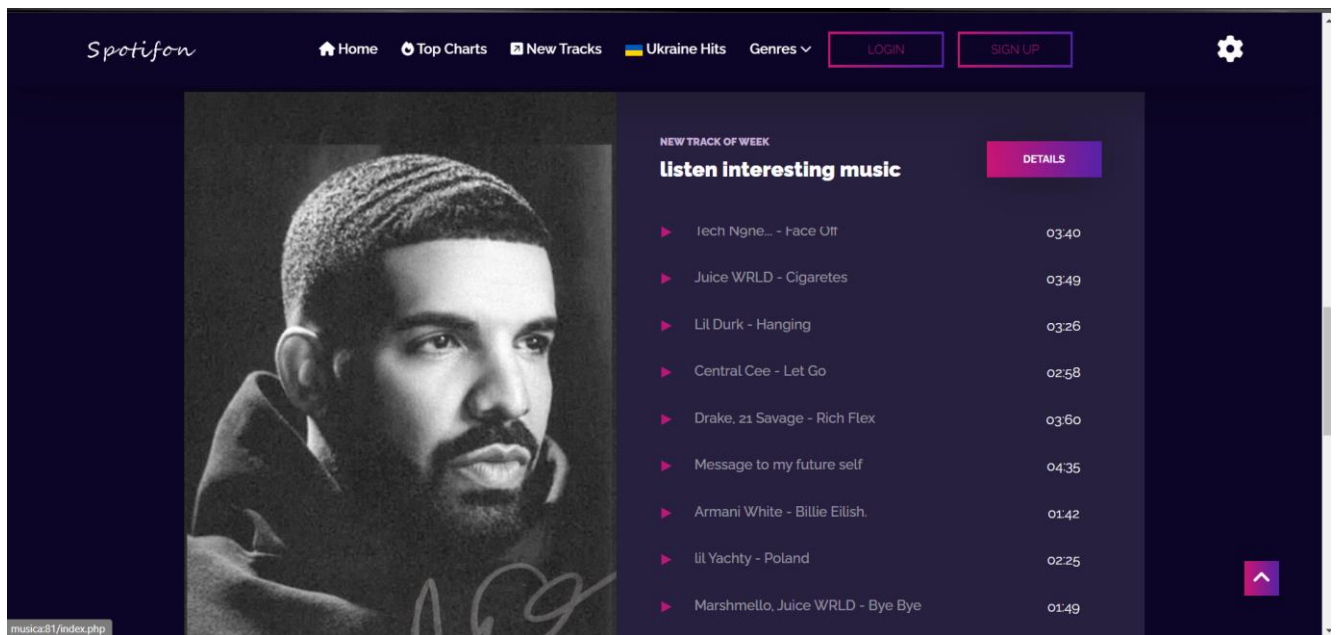 Spotifon
Home Top Charts New Tracks Ukraine Hits Genres LOGIN SIGN UP
NEW TRACK OF WEEK
listen interesting music
DETAILS
Tech N9ne... - Face Off 03:40
Juice WRLD - Cigaretes 03:49
Lil Durk - Hanging 03:26
Central Cee - Let Go 02:58
Drake, 21 Savage - Rich Flex 03:60
Message to my future self 04:35
Armani White - Billie Eilish. 01:42
lil Yachty - Poland 02:25
Marshmello, Juice WRLD - Bye Bye 01:49
musica:81/index.php